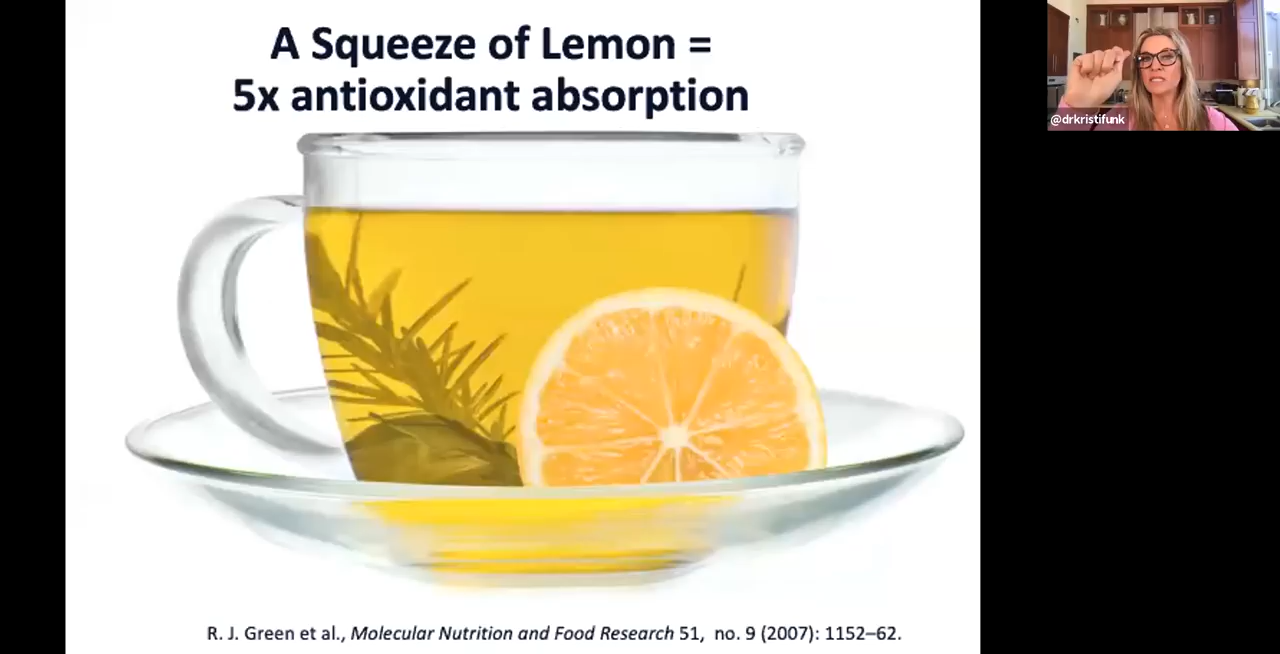 A Squeeze of Lemon =
5x antioxidant absorption
@drkristifunk
R. J. Green et al., Molecular Nutrition and Food Research 51, no. 9 (2007): 1152–62.